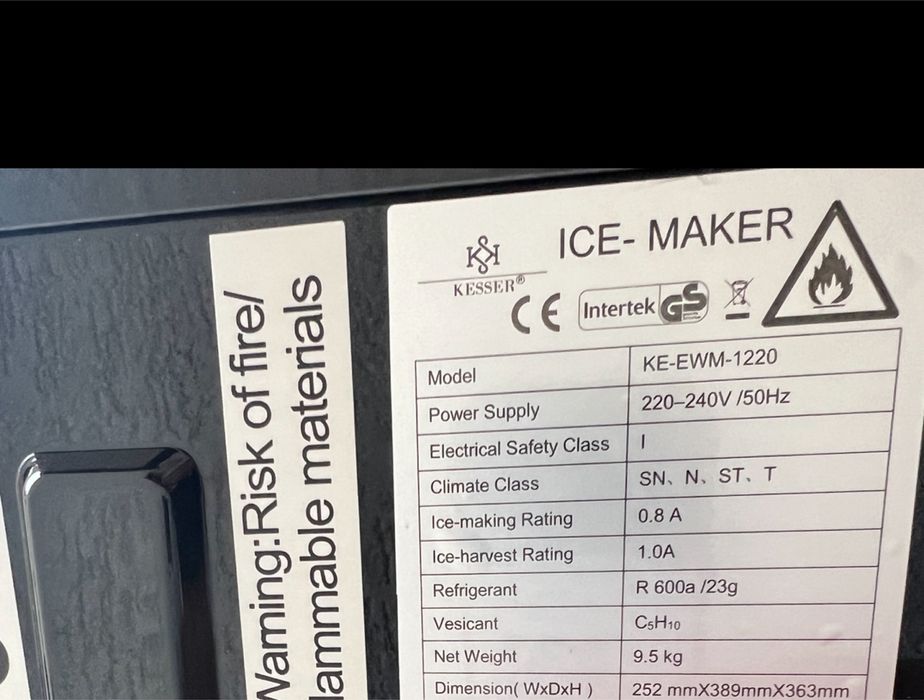 Waming:Risk of fire/
lammable materials
ICE- MAKER
KESSER®
CE Intertek GS
Model KE-EWM-1220
Power Supply 220–240V /50Hz
Electrical Safety Class I
Climate Class SN、N、ST、T
Ice-making Rating 0.8 A
Ice-harvest Rating 1.0A
Refrigerant R 600a /23g
Vesicant C₅H₁₀
Net Weight 9.5 kg
Dimension( WxDxH ) 252 mmX389mmX363mm